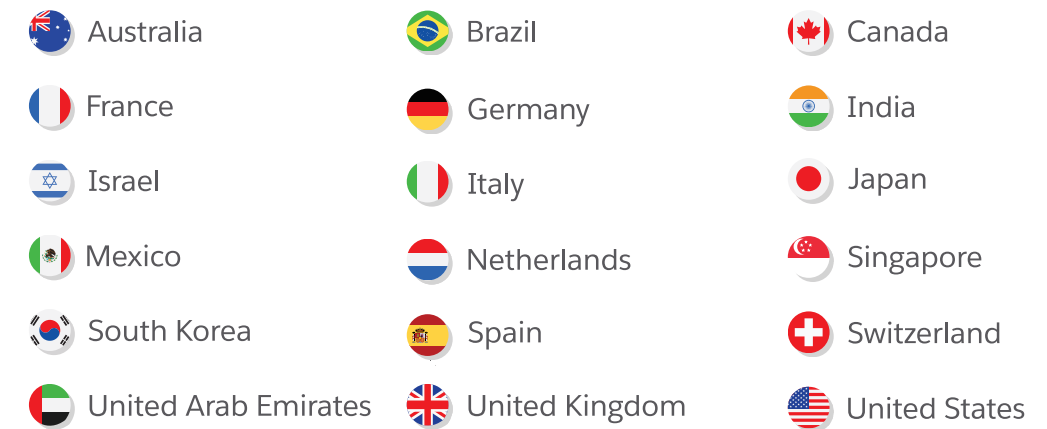 Australia
Brazil
Canada
France
Germany
India
Israel
Italy
Japan
Mexico
Netherlands
Singapore
South Korea
Spain
Switzerland
United Arab Emirates
United Kingdom
United States